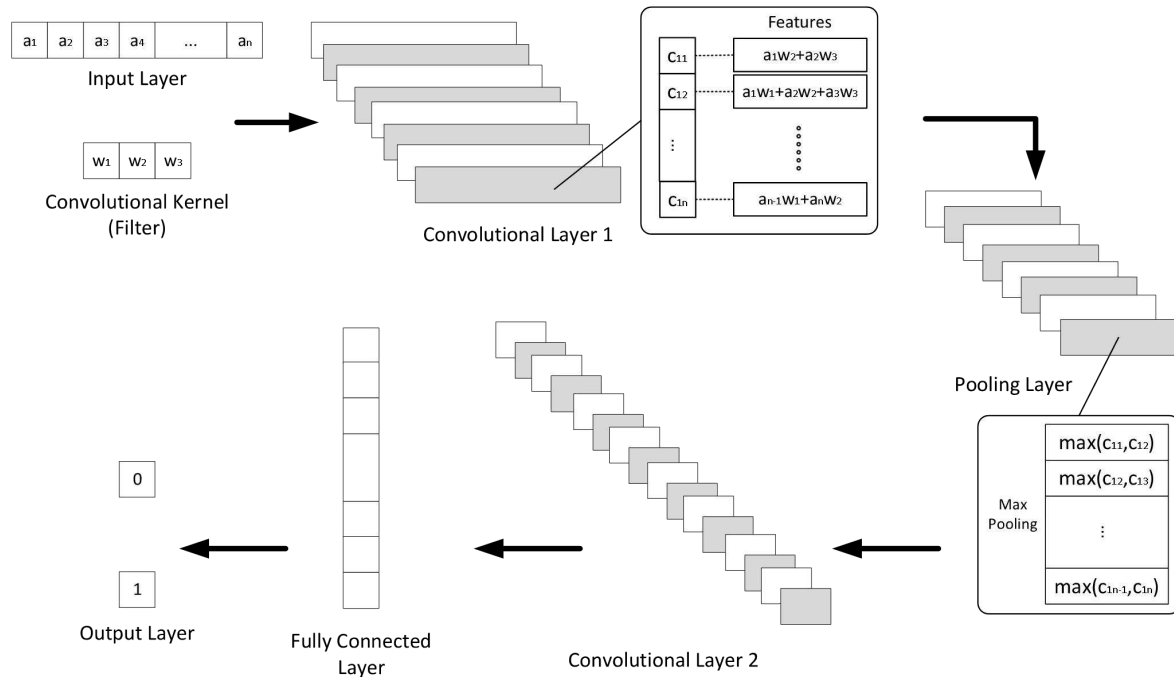 a1 a2 a3 a4 ... an
Input Layer
w1 w2 w3
Convolutional Kernel
(Filter)
Convolutional Layer 1
Features
c11 a1w2+a2w3
c12 a1w1+a2w2+a3w3
⋮
c1n an-1w1+anw2
Pooling Layer
Max
Pooling
max(c11,c12)
max(c12,c13)
⋮
max(c1n-1,c1n)
Convolutional Layer 2
Fully Connected
Layer
0
1
Output Layer